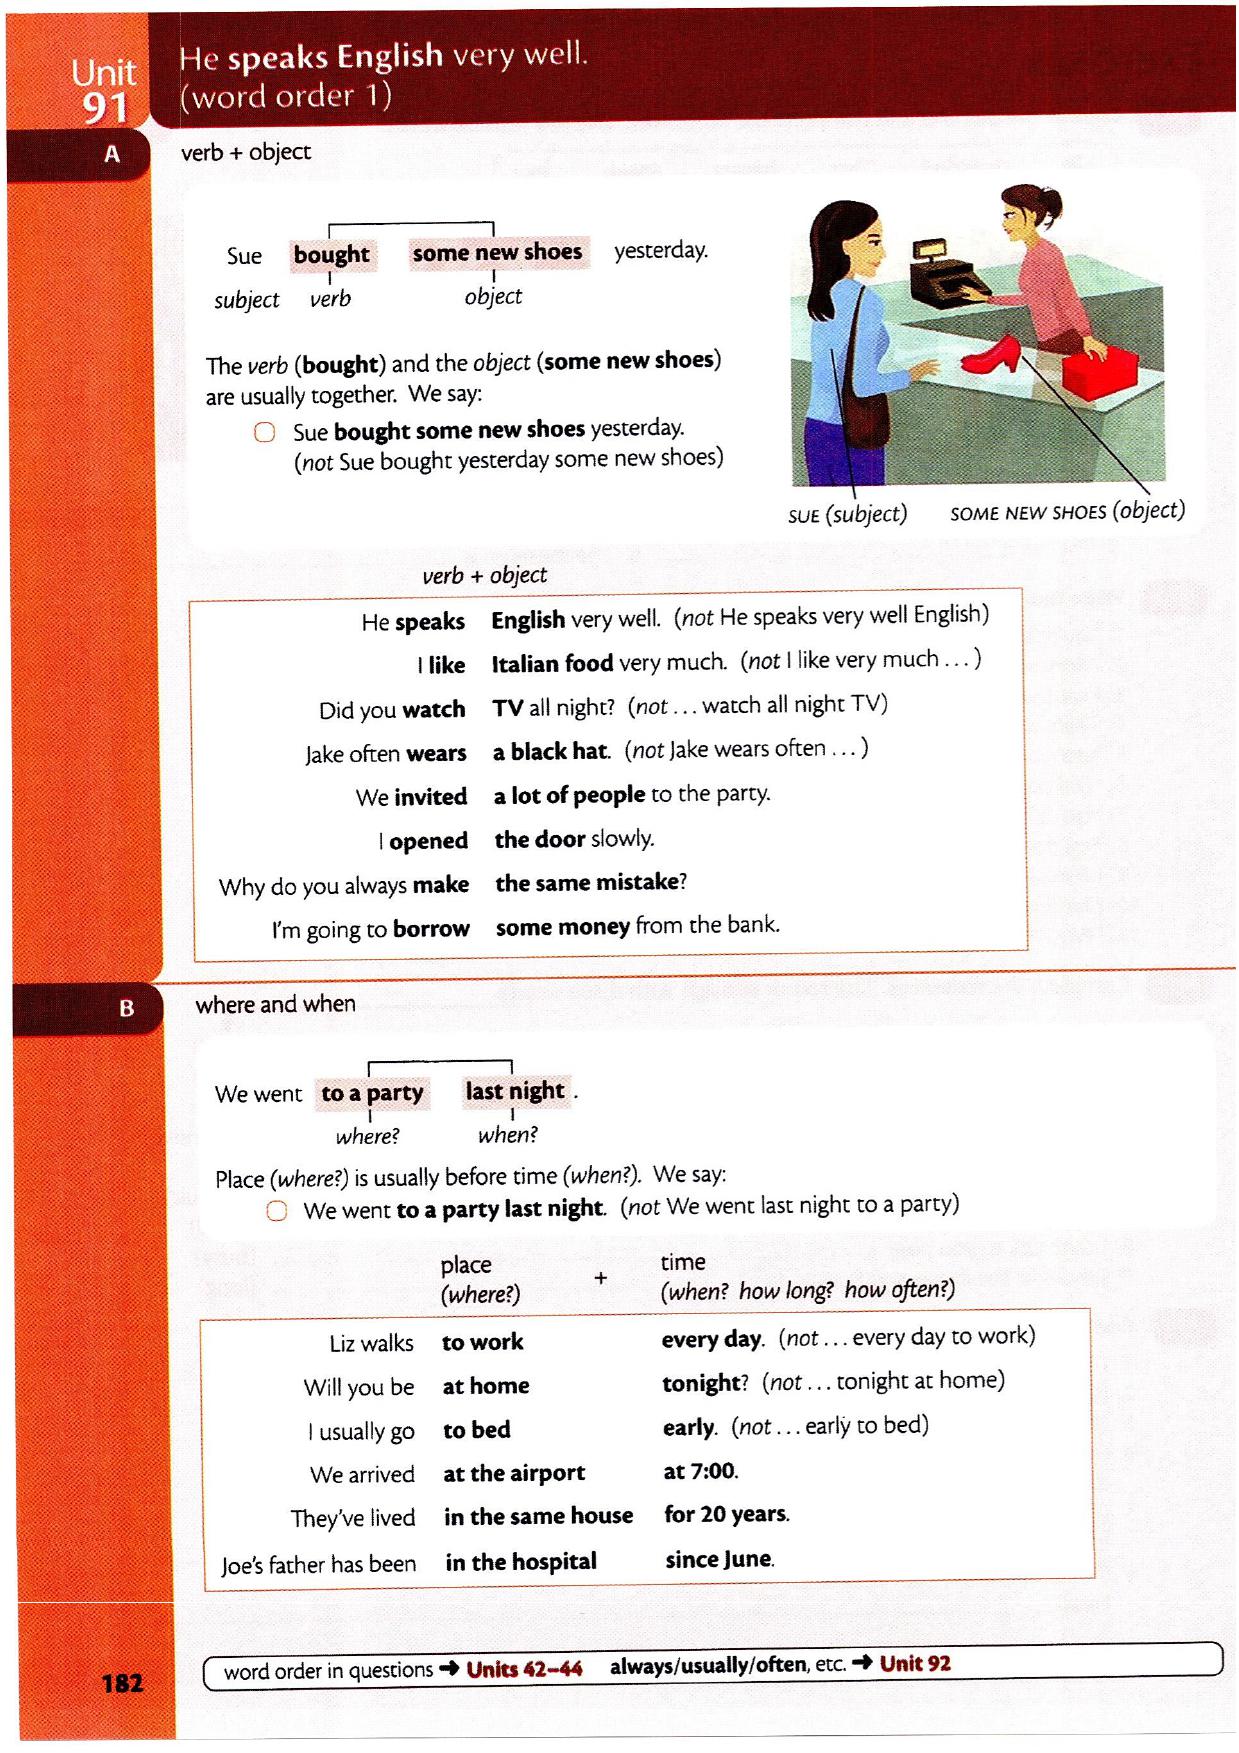 Unit
91
He speaks English very well.
(word order 1)
A
verb + object
Sue bought some new shoes yesterday.
subject verb object
The verb (bought) and the object (some new shoes)
are usually together. We say:
Sue bought some new shoes yesterday.
(not Sue bought yesterday some new shoes)
SUE (subject) SOME NEW SHOES (object)
verb + object
He speaks English very well. (not He speaks very well English)
I like Italian food very much. (not I like very much . . . )
Did you watch TV all night? (not . . . watch all night TV)
Jake often wears a black hat. (not Jake wears often . . . )
We invited a lot of people to the party.
I opened the door slowly.
Why do you always make the same mistake?
I'm going to borrow some money from the bank.
B
where and when
We went to a party last night .
where? when?
Place (where?) is usually before time (when?). We say:
We went to a party last night. (not We went last night to a party)
place + time
(where?) (when? how long? how often?)
Liz walks to work every day. (not . . . every day to work)
Will you be at home tonight? (not . . . tonight at home)
I usually go to bed early. (not . . . early to bed)
We arrived at the airport at 7:00.
They've lived in the same house for 20 years.
Joe's father has been in the hospital since June.
182
word order in questions → Units 42–44 always/usually/often, etc. → Unit 92